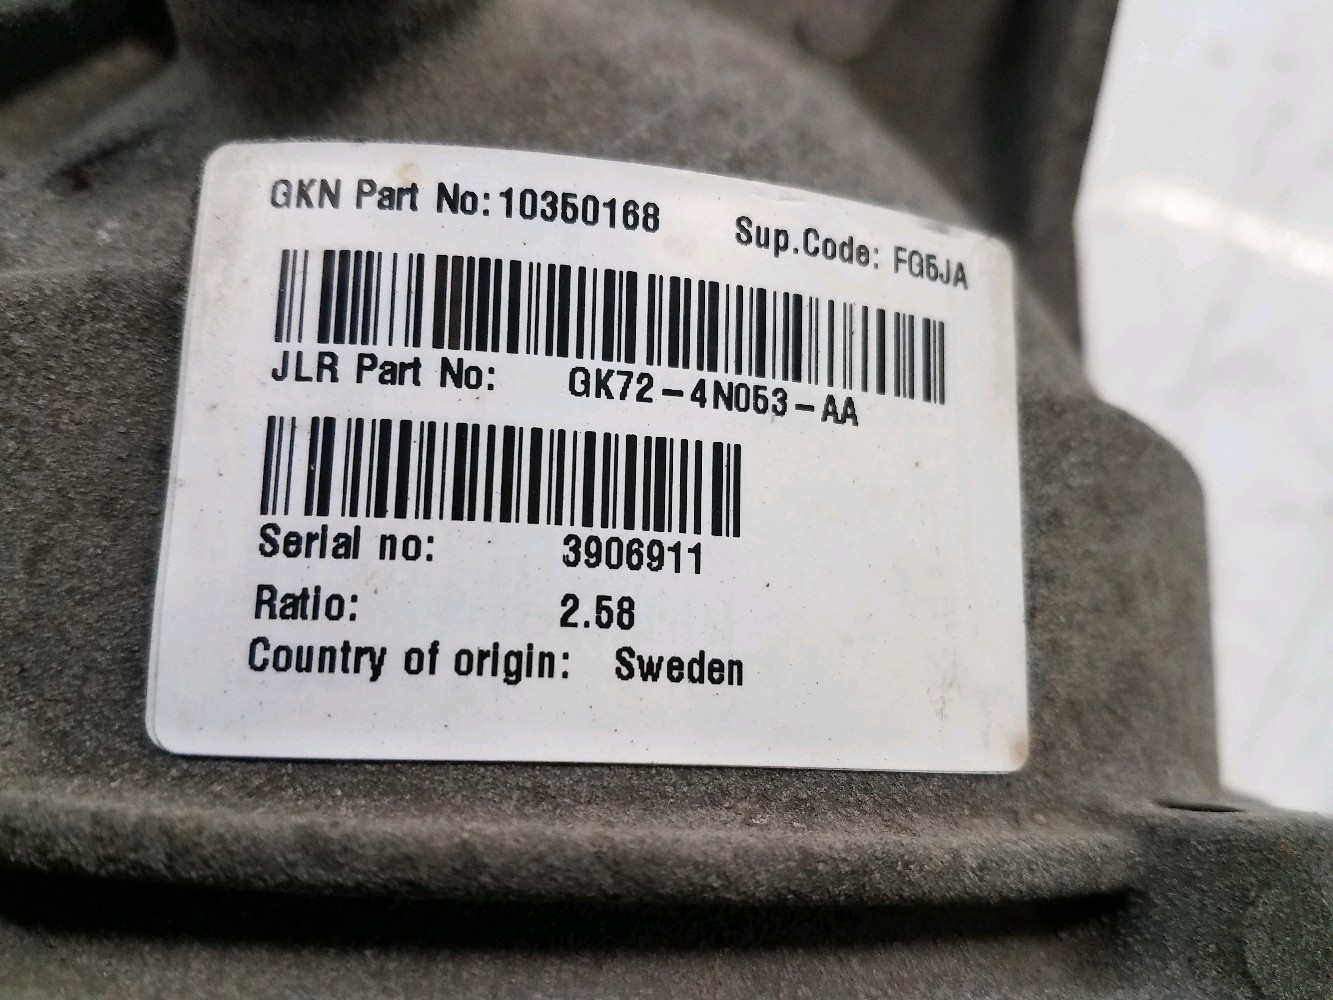 GKN Part No: 10350168 Sup.Code: FG5JA
JLR Part No: GK72-4N053-AA
Serial no: 3906911
Ratio: 2.58
Country of origin: Sweden